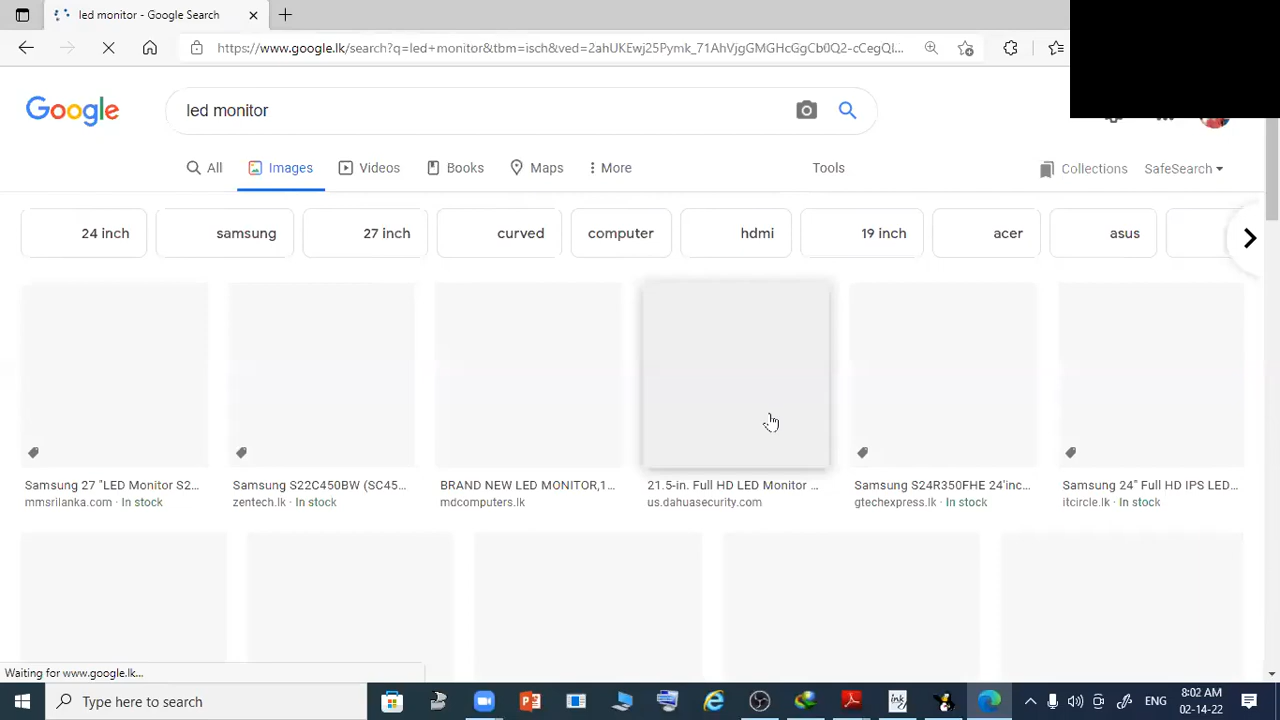 led monitor - Google Search
https://www.google.lk/search?q=led+monitor&tbm=isch&ved=2ahUKEwj25Pymk_71AhVjgGMGHcGgCb0Q2-cCegQI...
Google
led monitor
All
Images
Videos
Books
Maps
More
Tools
Collections
SafeSearch
24 inch
samsung
27 inch
curved
computer
hdmi
19 inch
acer
asus
Samsung 27 "LED Monitor S2...
mmsrilanka.com · In stock
Samsung S22C450BW (SC45...
zentech.lk · In stock
BRAND NEW LED MONITOR,1...
mdcomputers.lk
21.5-in. Full HD LED Monitor ...
us.dahuasecurity.com
Samsung S24R350FHE 24'inc...
gtechexpress.lk · In stock
Samsung 24" Full HD IPS LED...
itcircle.lk · In stock
Waiting for www.google.lk...
Type here to search
ink
ENG
8:02 AM
02-14-22